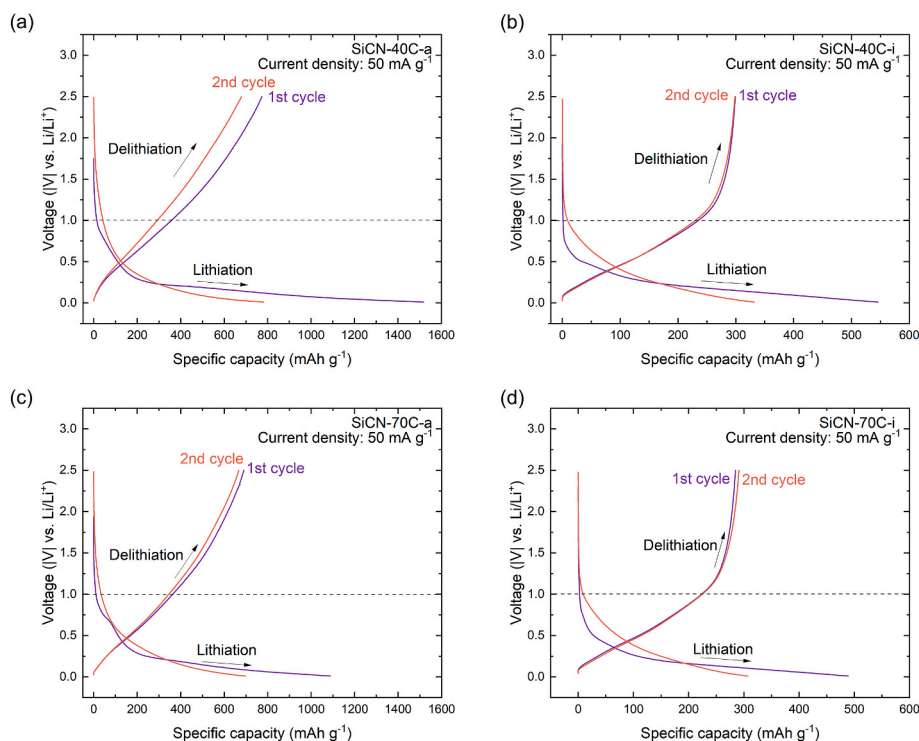 (a)
SiCN-40C-a
Current density: 50 mA g⁻¹
2nd cycle
1st cycle
Delithiation
Lithiation
Voltage (|V| vs. Li/Li⁺)
3.0
2.5
2.0
1.5
1.0
0.5
0.0
0 200 400 600 800 1000 1200 1400 1600
Specific capacity (mAh g⁻¹)
(b)
SiCN-40C-i
Current density: 50 mA g⁻¹
2nd cycle 1st cycle
Delithiation
Lithiation
Voltage (|V| vs. Li/Li⁺)
3.0
2.5
2.0
1.5
1.0
0.5
0.0
0 100 200 300 400 500 600
Specific capacity (mAh g⁻¹)
(c)
SiCN-70C-a
Current density: 50 mA g⁻¹
2nd cycle
1st cycle
Delithiation
Lithiation
Voltage (|V| vs. Li/Li⁺)
3.0
2.5
2.0
1.5
1.0
0.5
0.0
0 200 400 600 800 1000 1200 1400 1600
Specific capacity (mAh g⁻¹)
(d)
SiCN-70C-i
Current density: 50 mA g⁻¹
1st cycle 2nd cycle
Delithiation
Lithiation
Voltage (|V| vs. Li/Li⁺)
3.0
2.5
2.0
1.5
1.0
0.5
0.0
0 100 200 300 400 500 600
Specific capacity (mAh g⁻¹)